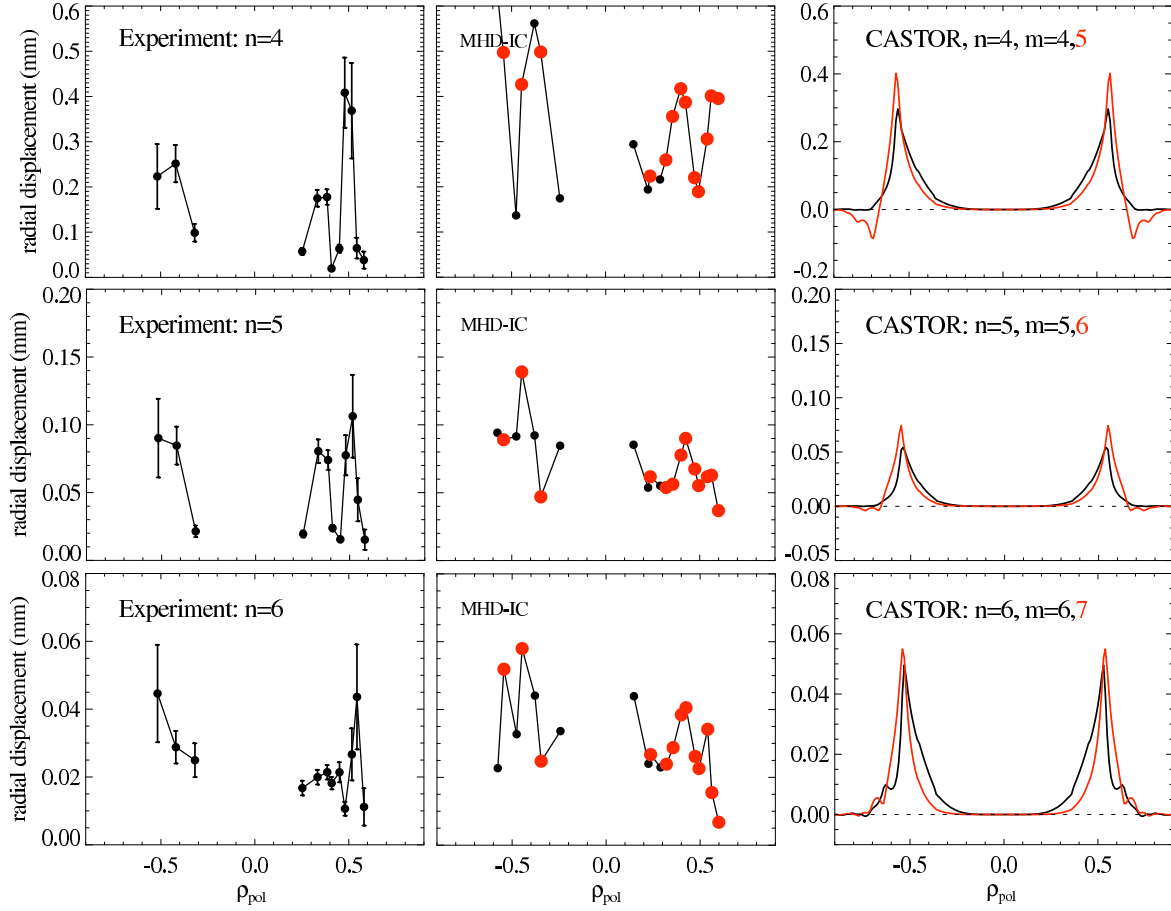 Experiment: n=4
MHD-IC
CASTOR, n=4, m=4,5
radial displacement (mm)
0.6
0.5
0.4
0.3
0.2
0.1
0.0
0.6
0.4
0.2
0.0
-0.2
Experiment: n=5
MHD-IC
CASTOR: n=5, m=5,6
radial displacement (mm)
0.20
0.15
0.10
0.05
0.00
0.20
0.15
0.10
0.05
0.00
-0.05
Experiment: n=6
MHD-IC
CASTOR: n=6, m=6,7
radial displacement (mm)
0.08
0.06
0.04
0.02
0.00
0.08
0.06
0.04
0.02
0.00
-0.5 0.0 0.5
-0.5 0.0 0.5
-0.5 0.0 0.5
ρpol
ρpol
ρpol